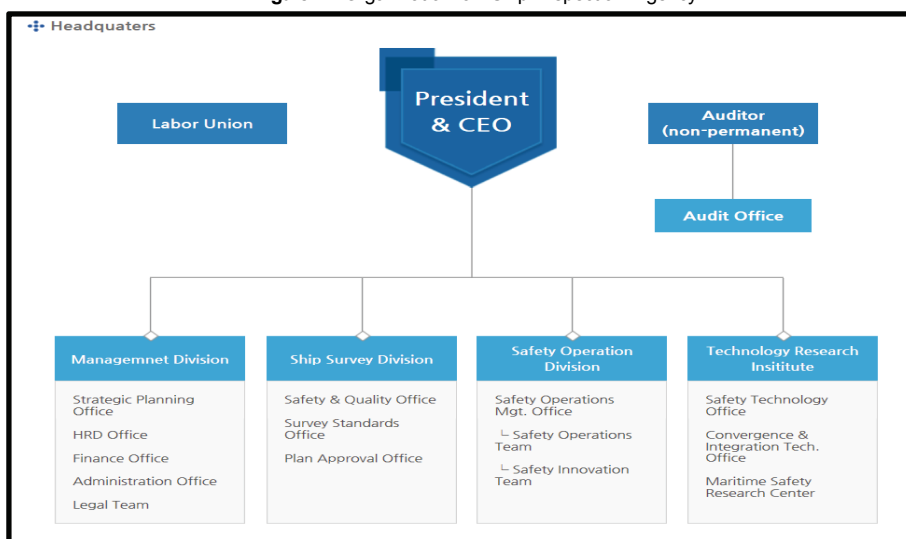 Headquaters
President
& CEO
Labor Union
Auditor
(non-permanent)
Audit Office
Managemnet Division
Strategic Planning
Office
HRD Office
Finance Office
Administration Office
Legal Team
Ship Survey Division
Safety & Quality Office
Survey Standards
Office
Plan Approval Office
Safety Operation
Division
Safety Operations
Mgt. Office
└ Safety Operations
Team
└ Safety Innovation
Team
Technology Research
Insititute
Safety Technology
Office
Convergence &
Integration Tech.
Office
Maritime Safety
Research Center